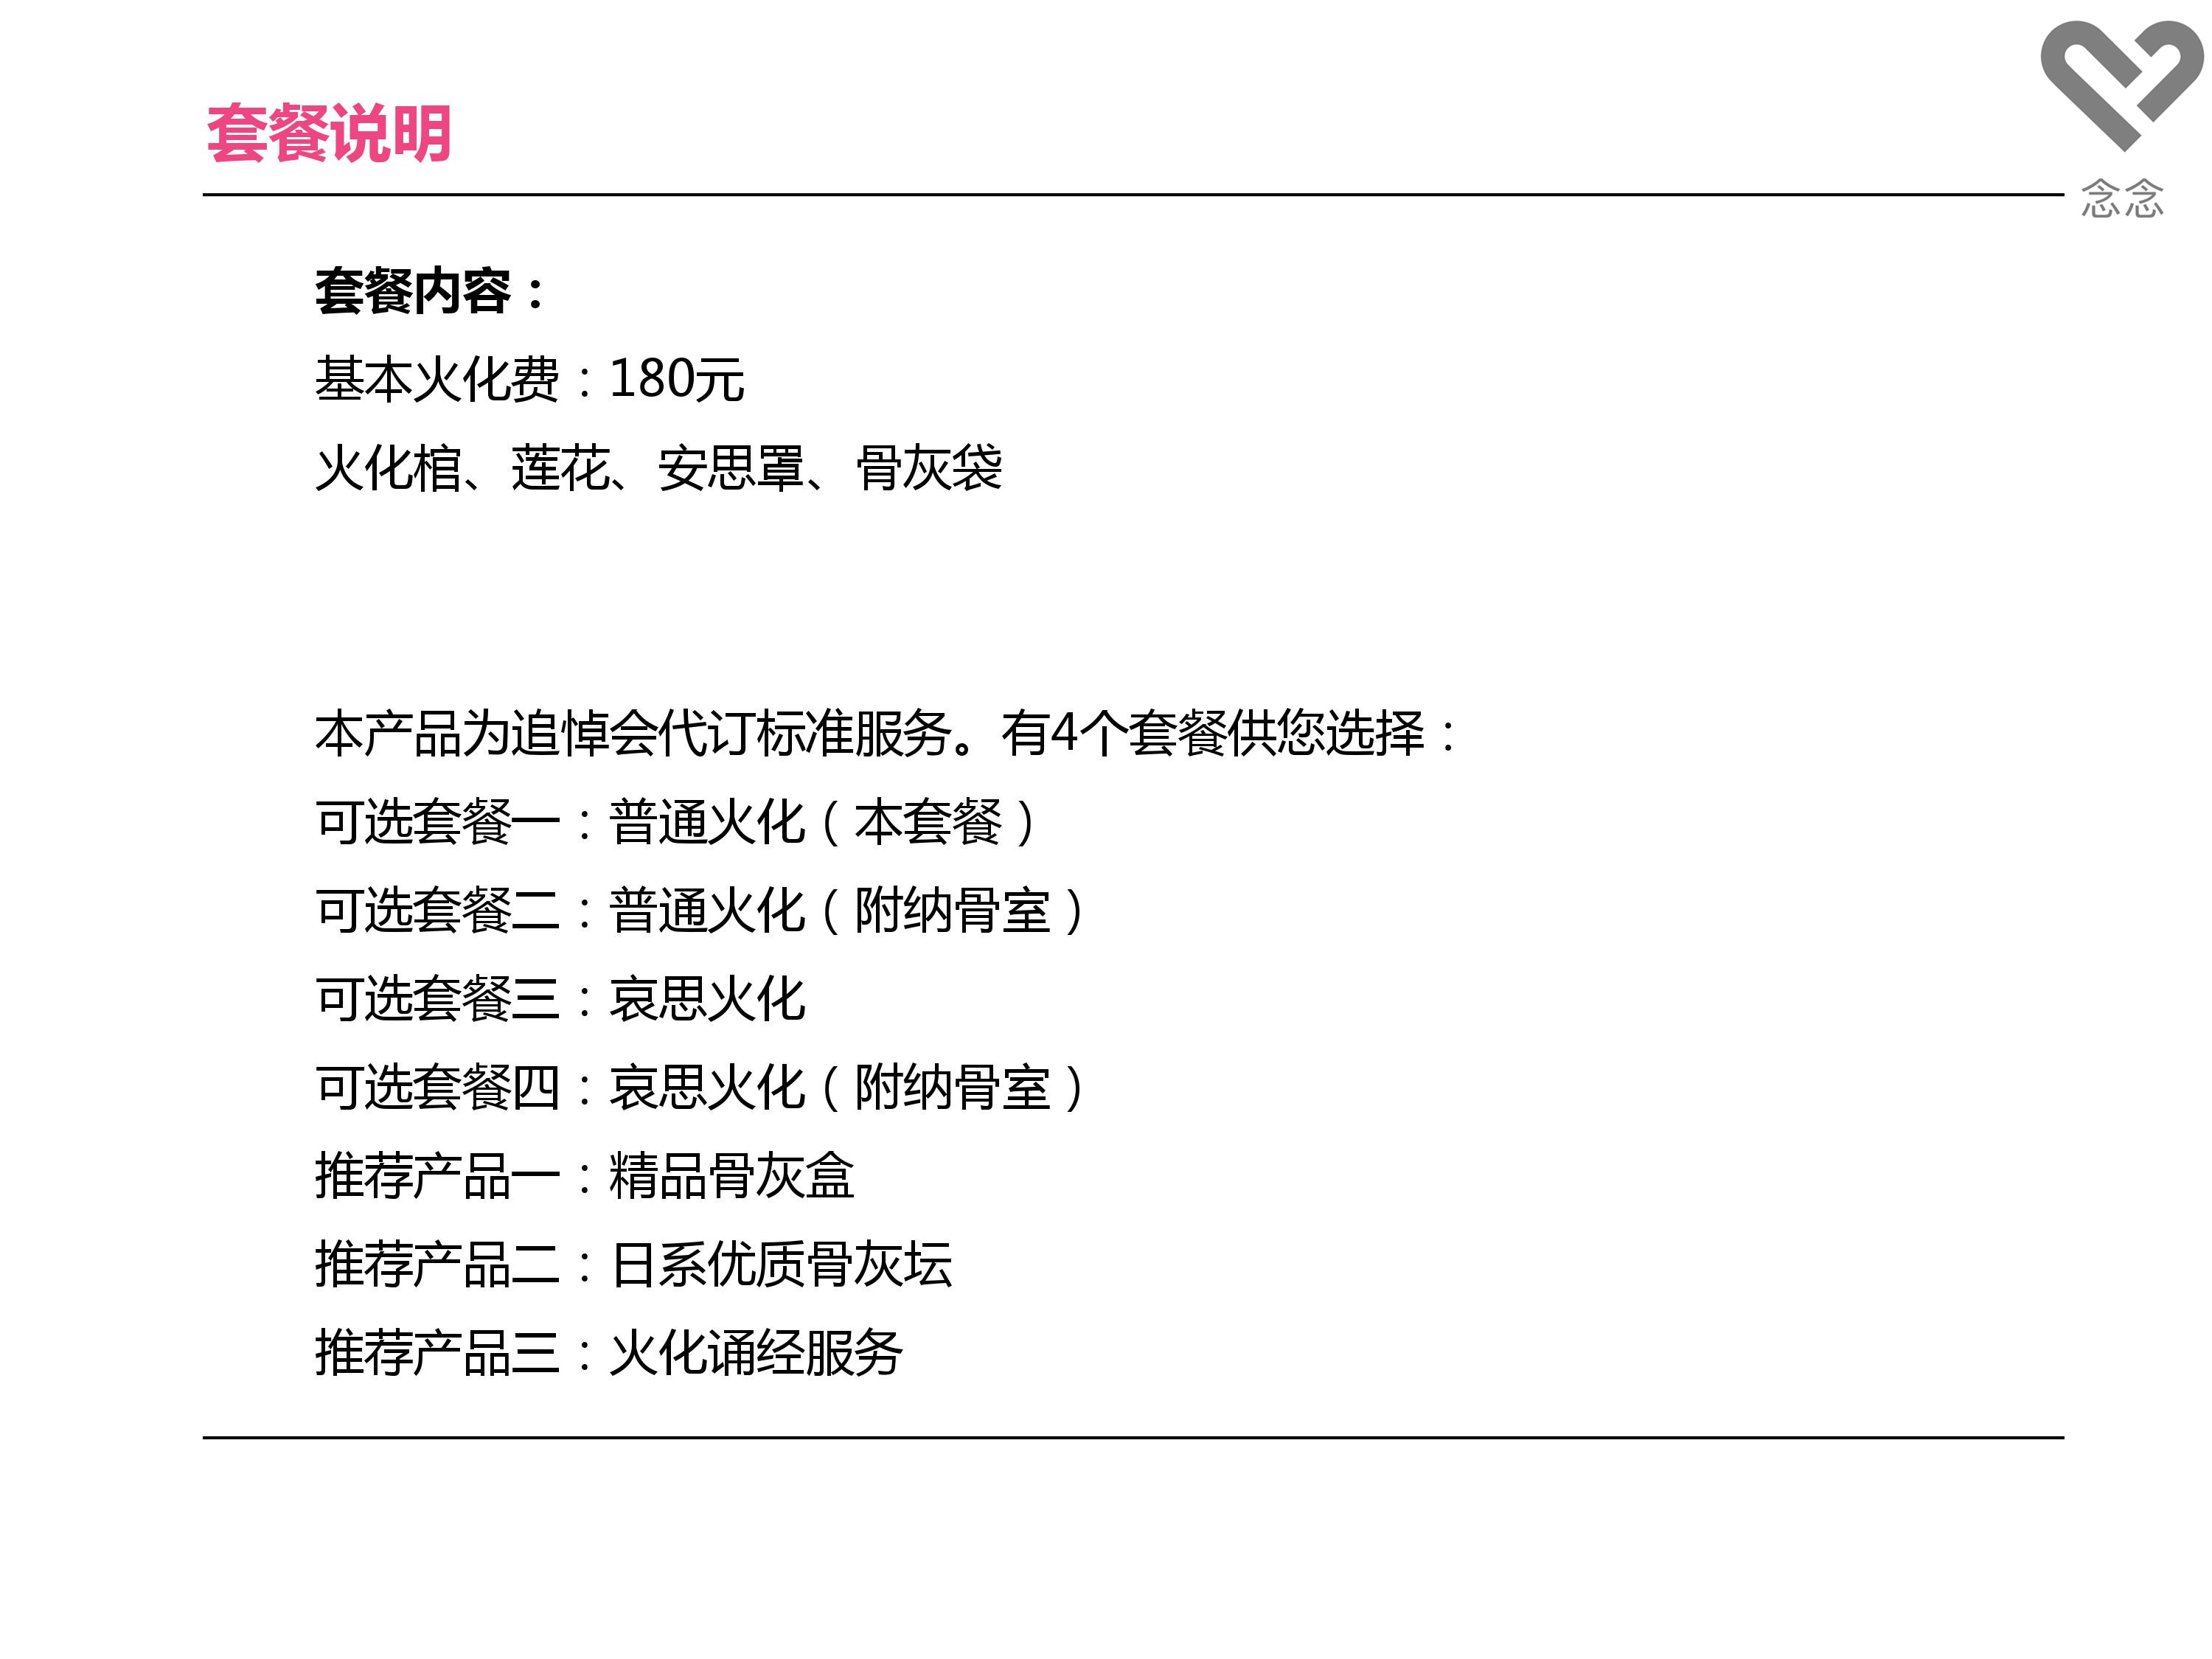 套餐说明
念念
套餐内容：
基本火化费：180元
火化棺、莲花、安思罩、骨灰袋
本产品为追悼会代订标准服务。有4个套餐供您选择：
可选套餐一：普通火化（本套餐）
可选套餐二：普通火化（附纳骨室）
可选套餐三：哀思火化
可选套餐四：哀思火化（附纳骨室）
推荐产品一：精品骨灰盒
推荐产品二：日系优质骨灰坛
推荐产品三：火化诵经服务